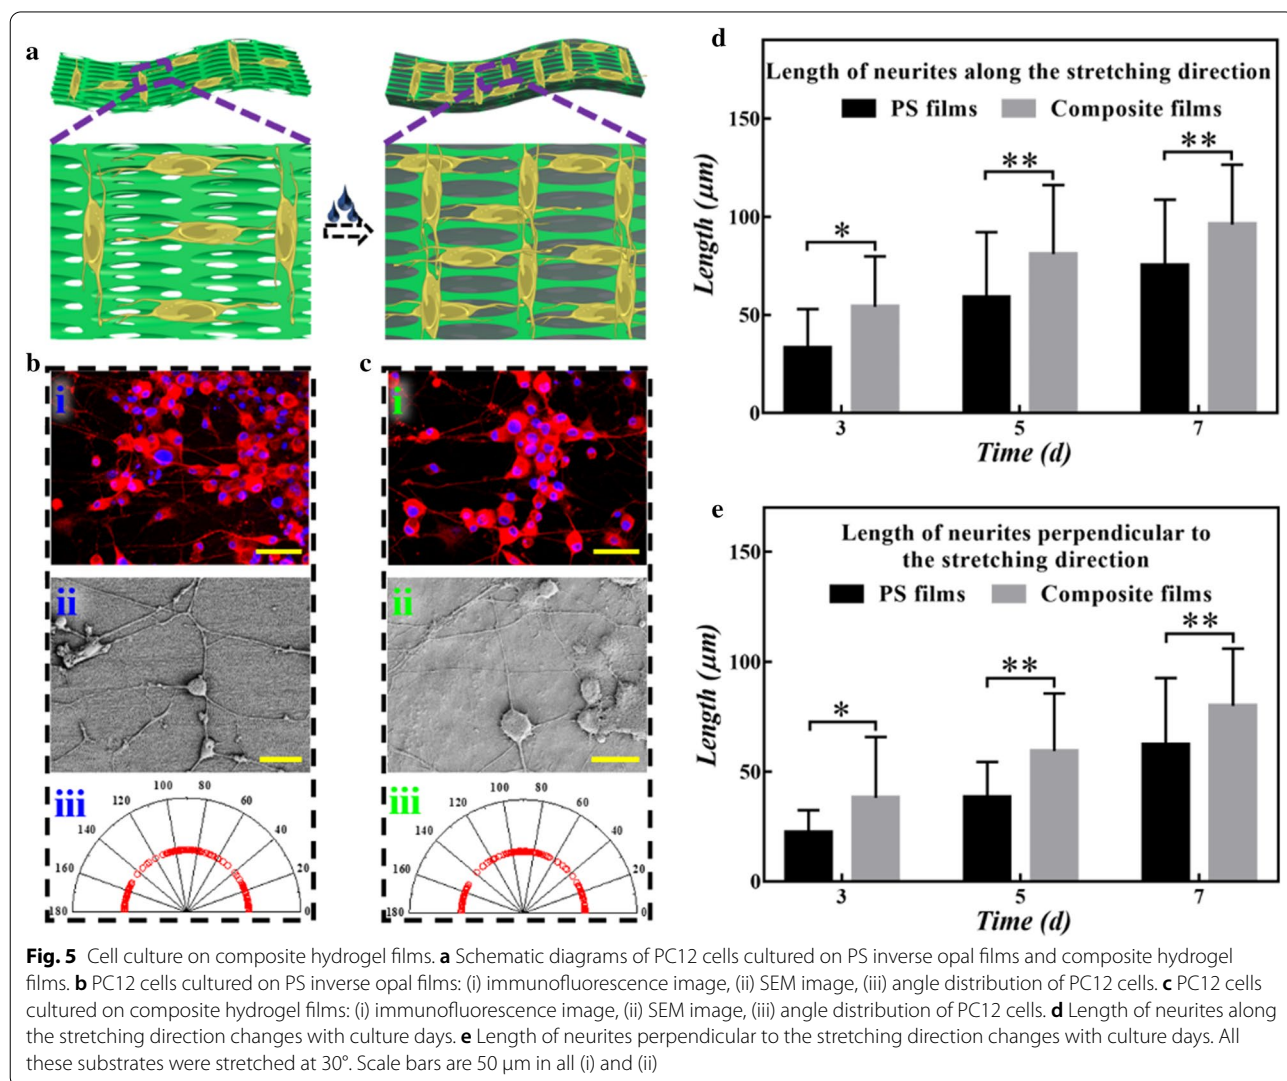 a
b
i
ii
iii
180
160
140
120
100
80
60
40
20
0
c
i
ii
iii
180
160
140
120
100
80
60
40
20
0
d
Length of neurites along the stretching direction
PS films
Composite films
Length (μm)
150
100
50
0
*
**
**
3
5
7
Time (d)
e
Length of neurites perpendicular to
the stretching direction
PS films
Composite films
Length (μm)
150
100
50
0
*
**
**
3
5
7
Time (d)
Fig. 5 Cell culture on composite hydrogel films. a Schematic diagrams of PC12 cells cultured on PS inverse opal films and composite hydrogel
films. b PC12 cells cultured on PS inverse opal films: (i) immunofluorescence image, (ii) SEM image, (iii) angle distribution of PC12 cells. c PC12 cells
cultured on composite hydrogel films: (i) immunofluorescence image, (ii) SEM image, (iii) angle distribution of PC12 cells. d Length of neurites along
the stretching direction changes with culture days. e Length of neurites perpendicular to the stretching direction changes with culture days. All
these substrates were stretched at 30°. Scale bars are 50 μm in all (i) and (ii)